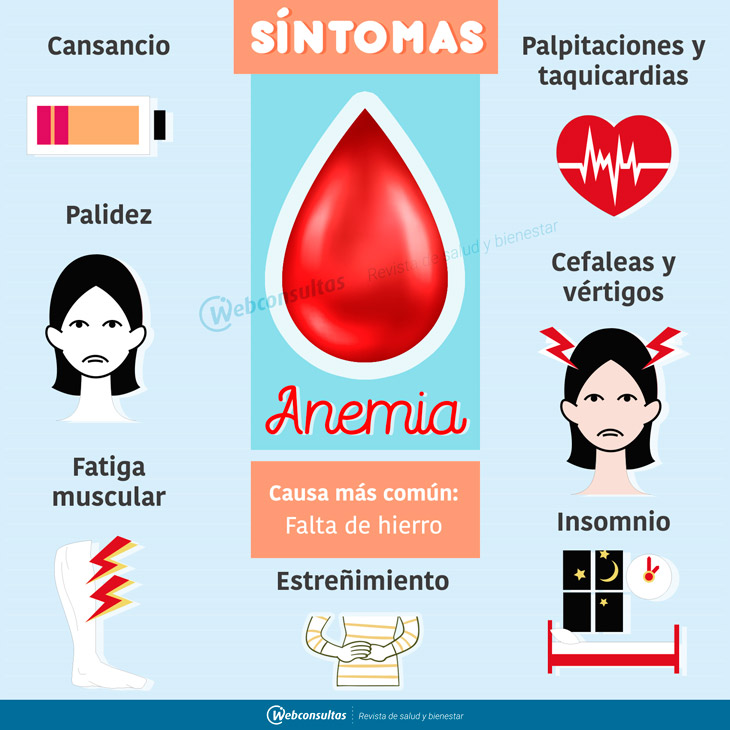 SÍNTOMAS
Cansancio
Palidez
Fatiga
muscular
Anemia
Causa más común:
Falta de hierro
Estreñimiento
Palpitaciones y
taquicardias
Cefaleas y
vértigos
Insomnio
Webconsultas Revista de salud y bienestar
Webconsultas Revista de salud y bienestar